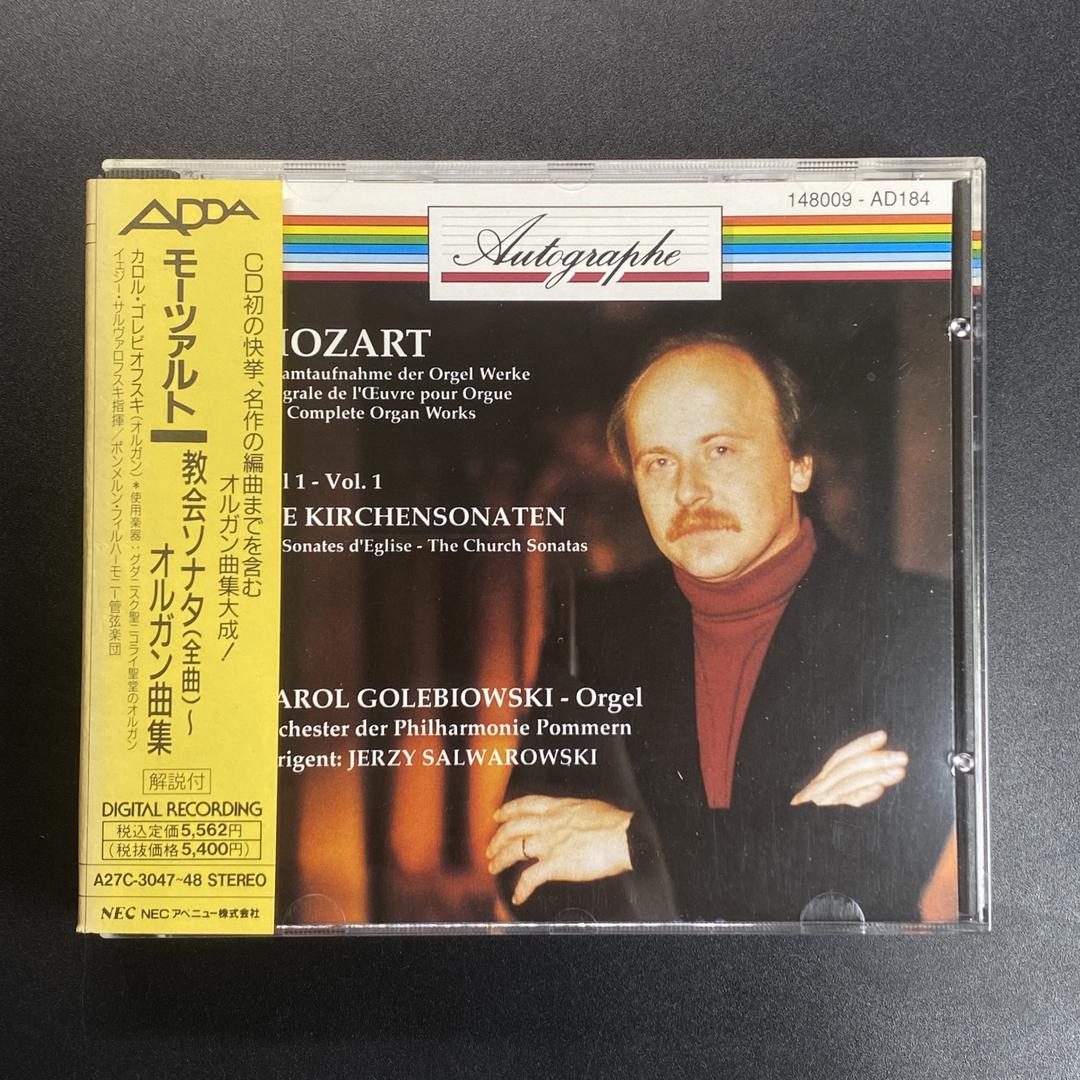 ADDA
CD初の快挙、名作の編曲までを含む
オルガン曲集大成!
モーツァルト
教会ソナタ(全曲)～
オルガン曲集
カロル・ゴレビオフスキ(オルガン)*使用楽器:グダニスク聖ニコライ聖堂のオルガン
イェジー・サルヴァロフスキ指揮/ポンメルン・フィルハーモニー管弦楽団
解説付
DIGITAL RECORDING
税込定価5,562円
(税抜価格5,400円)
A27C-3047~48 STEREO
NEC NEC アベニュー株式会社
148009 - AD184
Autographe
MOZART
amtaufnahme der Orgel Werke
grale de l'Œuvre pour Orgue
Complete Organ Works
l 1 - Vol. 1
E KIRCHENSONATEN
Sonates d'Eglise - The Church Sonatas
AROL GOLEBIOWSKI - Orgel
chester der Philharmonie Pommern
rigent: JERZY SALWAROWSKI